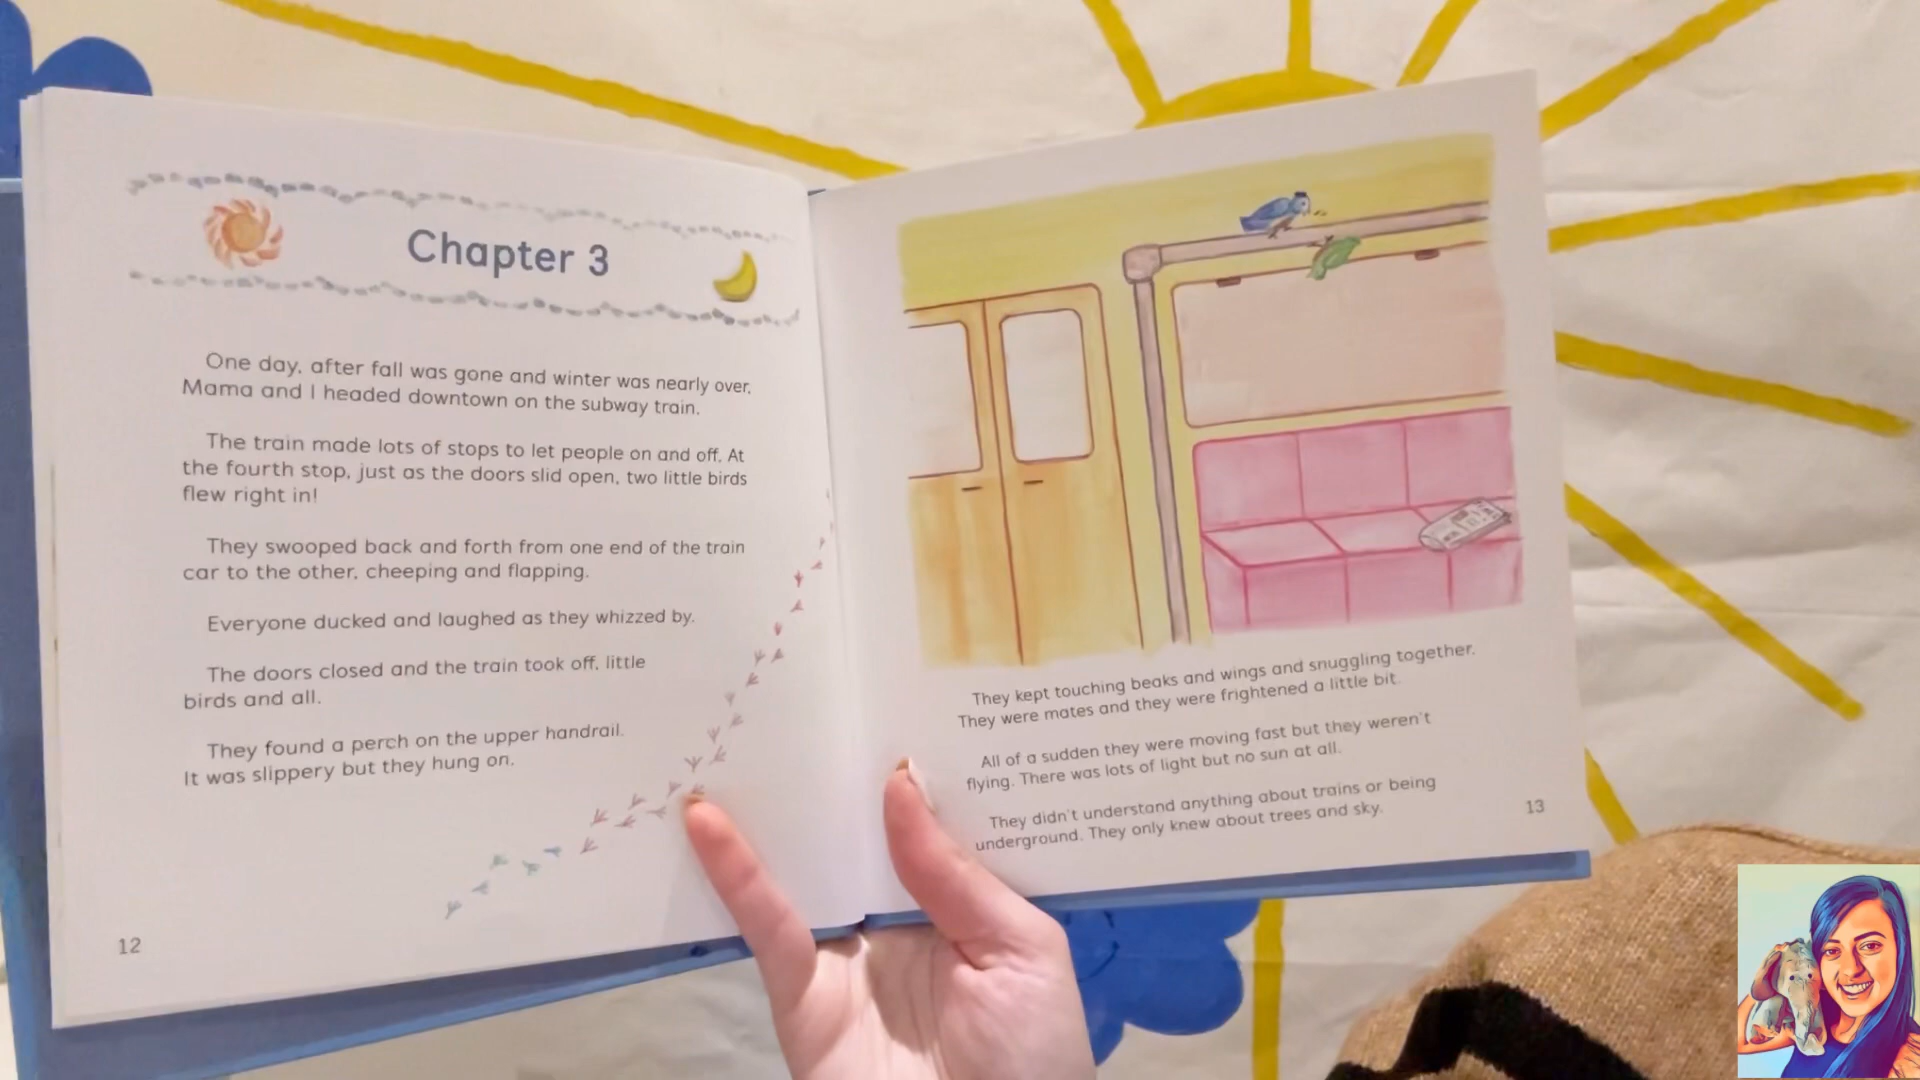 Chapter 3
One day, after fall was gone and winter was nearly over,
Mama and I headed downtown on the subway train.
The train made lots of stops to let people on and off. At
the fourth stop, just as the doors slid open, two little birds
flew right in!
They swooped back and forth from one end of the train
car to the other, cheeping and flapping.
Everyone ducked and laughed as they whizzed by.
The doors closed and the train took off, little
birds and all.
They found a perch on the upper handrail.
It was slippery but they hung on.
12
They kept touching beaks and wings and snuggling together.
They were mates and they were frightened a little bit.
All of a sudden they were moving fast but they weren't
flying. There was lots of light but no sun at all.
They didn't understand anything about trains or being
underground. They only knew about trees and sky.
13